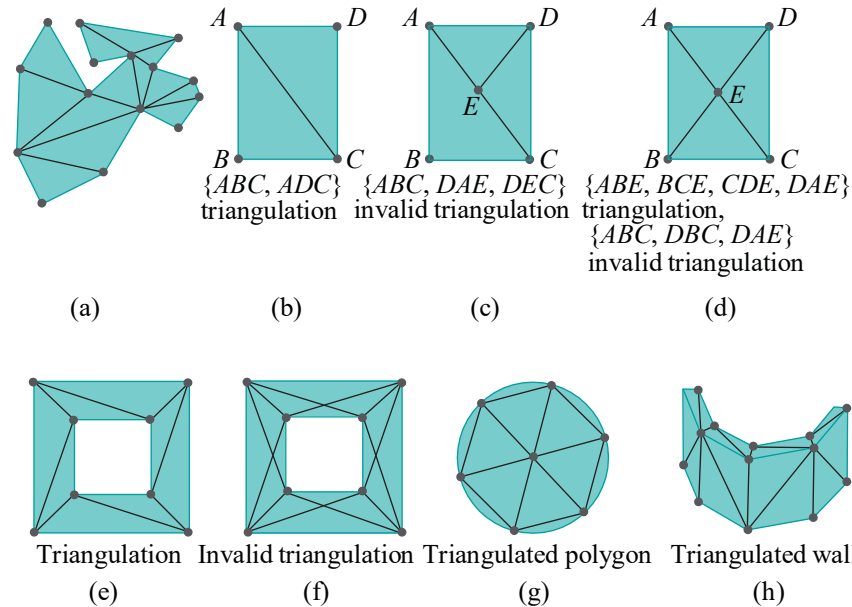 A D A D A D
E E
B C B C B C
{ABC, ADC} {ABC, DAE, DEC} {ABE, BCE, CDE, DAE}
triangulation invalid triangulation triangulation,
{ABC, DBC, DAE}
invalid triangulation
(a) (b) (c) (d)
Triangulation Invalid triangulation Triangulated polygon Triangulated wall
(e) (f) (g) (h)